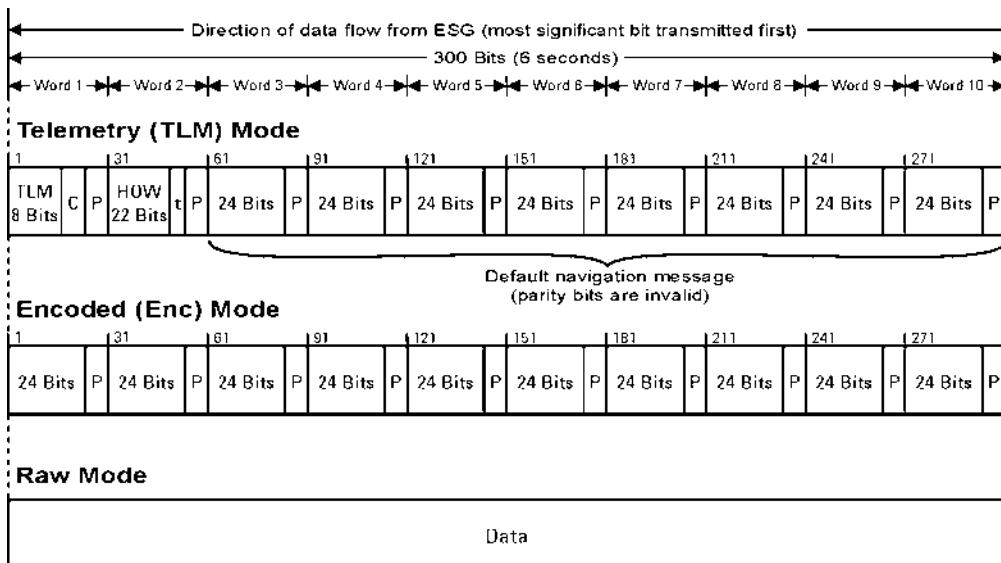 Direction of data flow from ESG (most significant bit transmitted first)
300 Bits (6 seconds)
Word 1 Word 2 Word 3 Word 4 Word 5 Word 6 Word 7 Word 8 Word 9 Word 10
Telemetry (TLM) Mode
1 31 61 91 121 151 181 211 241 271
TLM 8 Bits C P HOW 22 Bits t P 24 Bits P 24 Bits P 24 Bits P 24 Bits P 24 Bits P 24 Bits P 24 Bits P 24 Bits P
Default navigation message
(parity bits are invalid)
Encoded (Enc) Mode
1 31 61 91 121 151 181 211 241 271
24 Bits P 24 Bits P 24 Bits P 24 Bits P 24 Bits P 24 Bits P 24 Bits P 24 Bits P 24 Bits P 24 Bits P
Raw Mode
Data